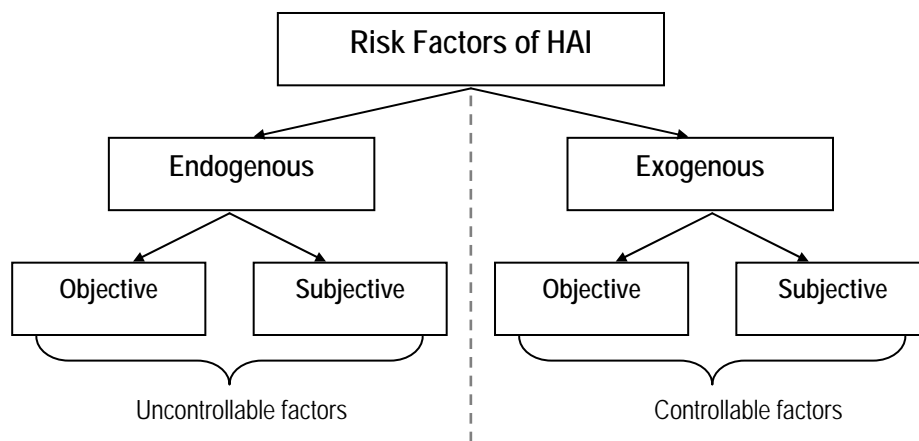 Risk Factors of HAI
Endogenous
Exogenous
Objective
Subjective
Objective
Subjective
Uncontrollable factors
Controllable factors